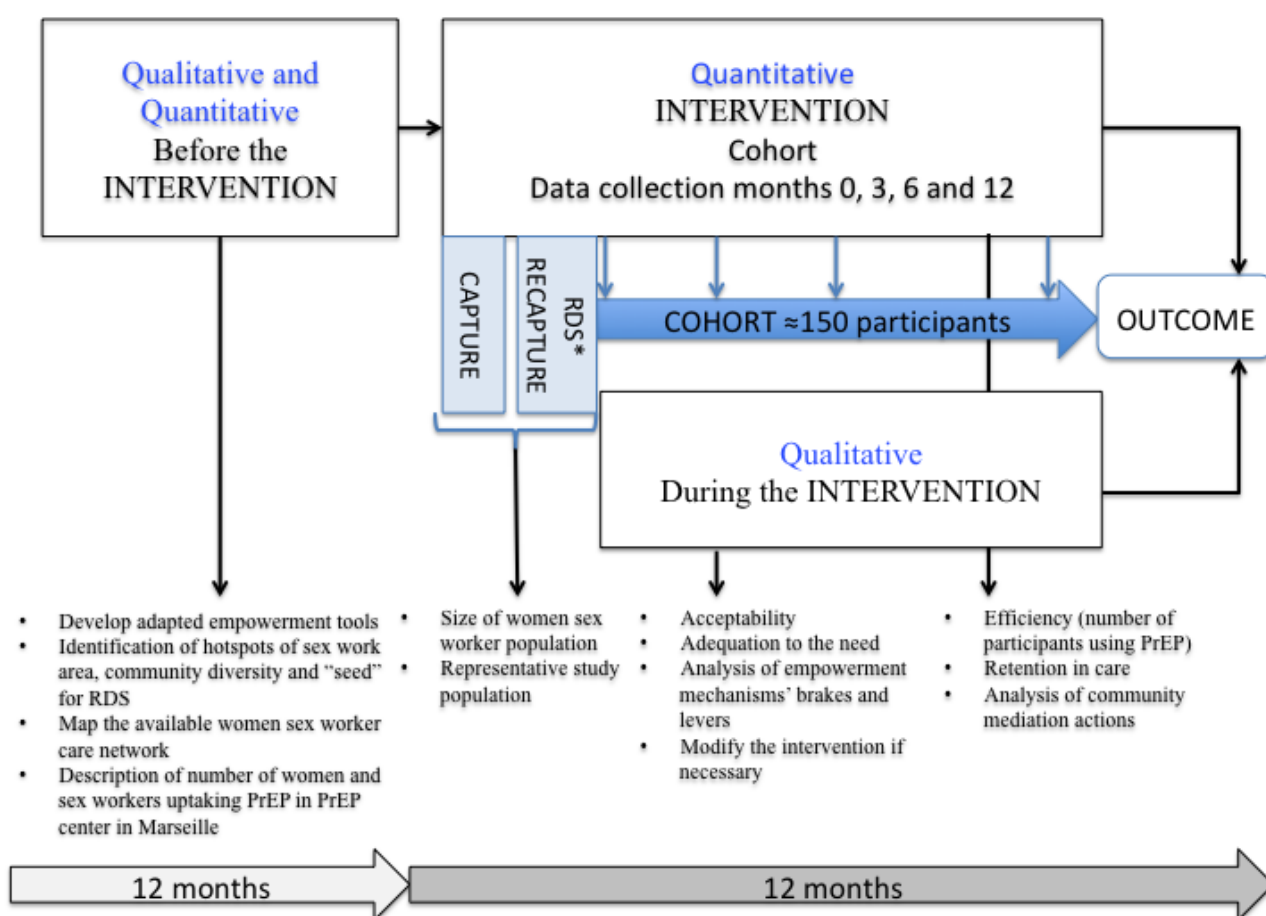 Qualitative and
Quantitative
Before the
INTERVENTION
Quantitative
INTERVENTION
Cohort
Data collection months 0, 3, 6 and 12
CAPTURE
RDS*
RECAPTURE
COHORT ≈150 participants
OUTCOME
Qualitative
During the INTERVENTION
• Develop adapted empowerment tools
• Identification of hotspots of sex work
area, community diversity and “seed”
for RDS
• Map the available women sex worker
care network
• Description of number of women and
sex workers uptaking PrEP in PrEP
center in Marseille
• Size of women sex
worker population
• Representative study
population
• Acceptability
• Adequation to the need
• Analysis of empowerment
mechanisms’ brakes and
levers
• Modify the intervention if
necessary
• Efficiency (number of
participants using PrEP)
• Retention in care
• Analysis of community
mediation actions
12 months
12 months